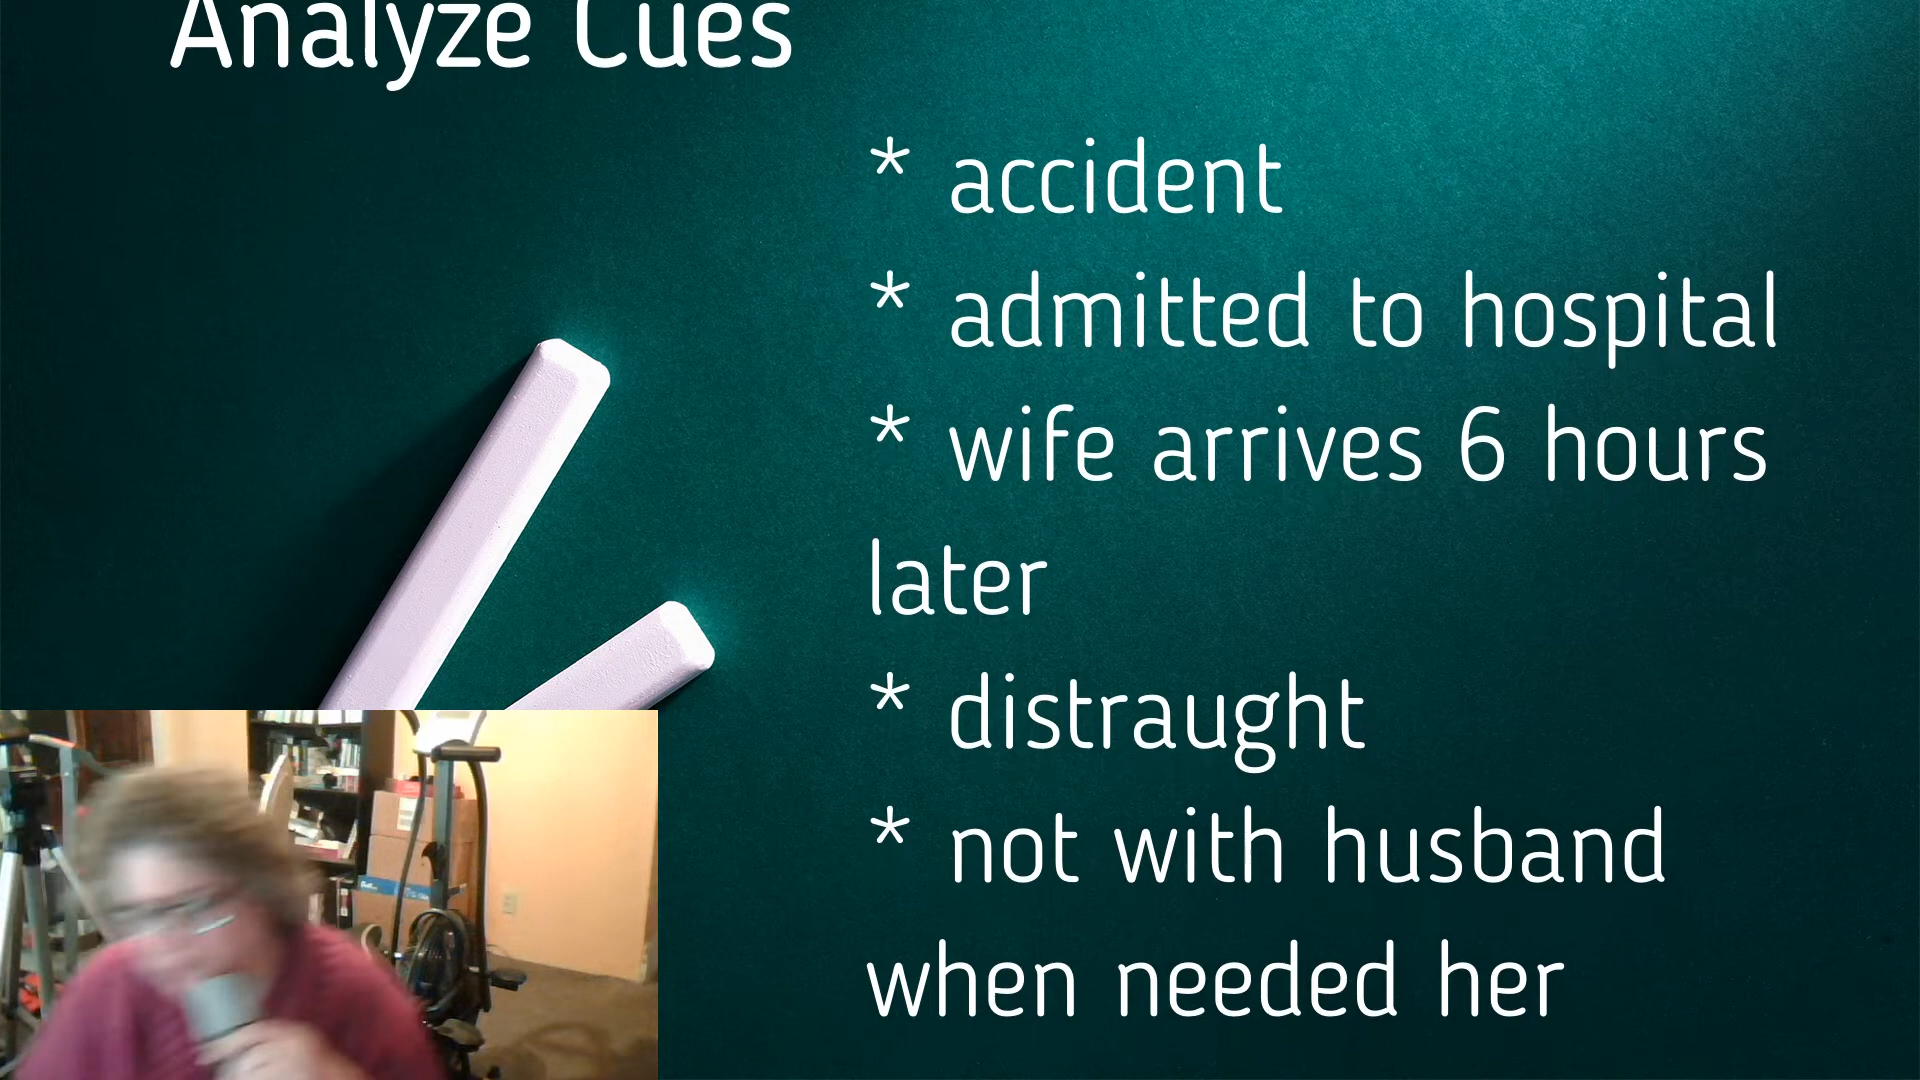 Analyze Cues
* accident
* admitted to hospital
* wife arrives 6 hours
later
* distraught
* not with husband
when needed her